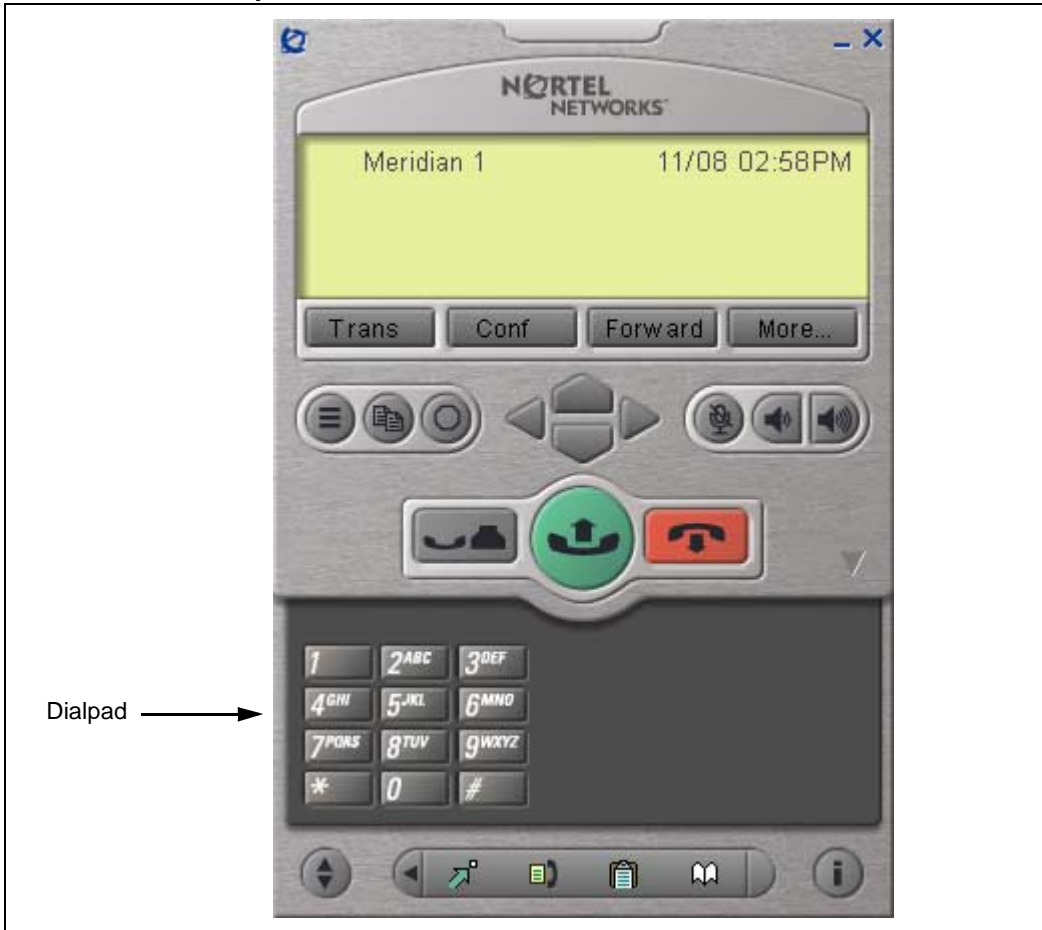 NORTEL
NETWORKS
Meridian 1 11/08 02:58PM
Trans Conf Forward More...
1 2ABC 3DEF
4GHI 5JKL 6MNO
Dialpad
7PQRS 8TUV 9WXYZ
* 0 #